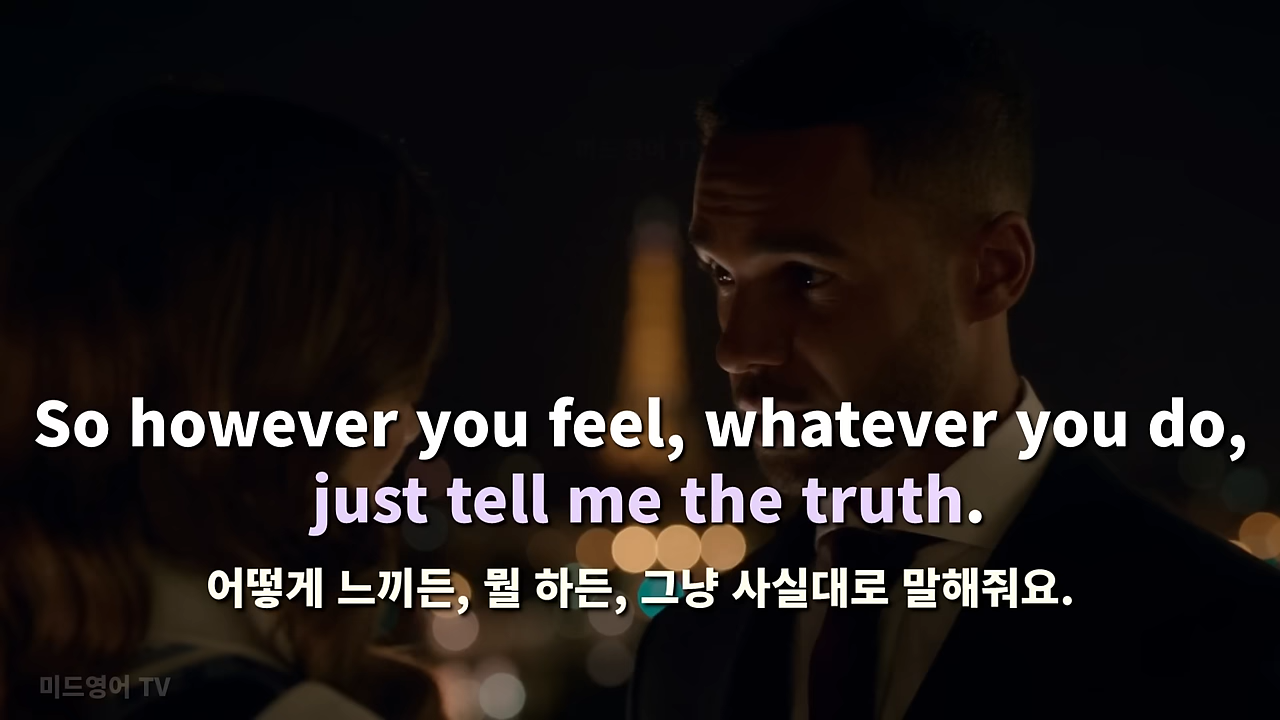 So however you feel, whatever you do,
just tell me the truth.
어떻게 느끼든, 뭘 하든, 그냥 사실대로 말해줘요.
미드영어 TV